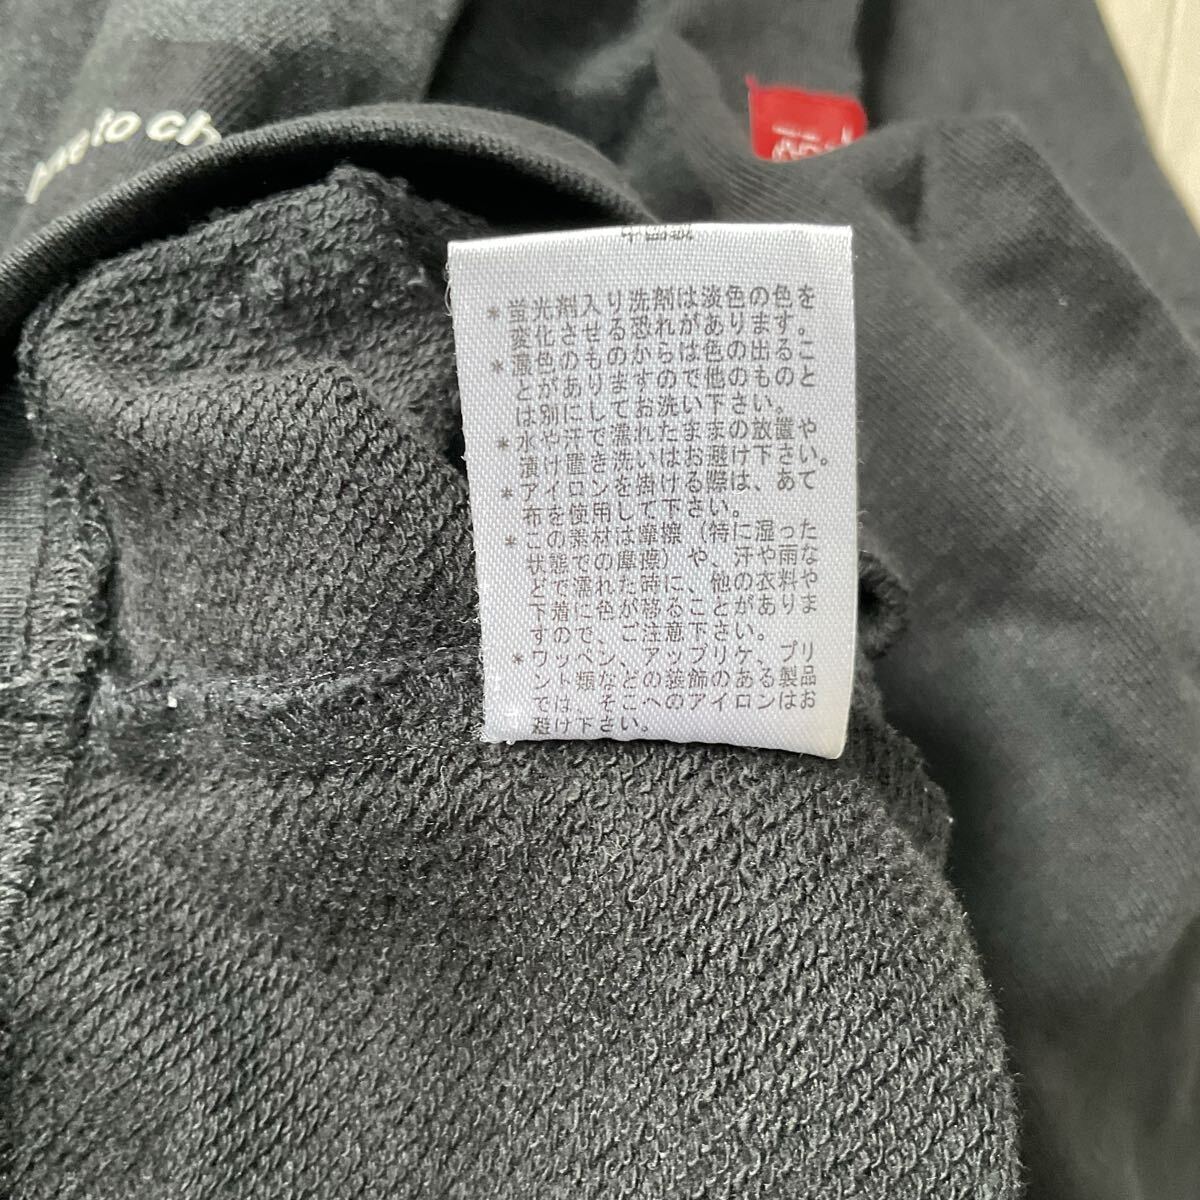 中国製
*蛍光剤入り洗剤は淡色の色を
変化させる恐れがあります。
*濃色のものからは色の出るこ
とがありますので他のものと
は別にしてお洗い下さい。
*水や汗で濡れたままの放置や
漬け置き洗いはお避け下さい。
*アイロンを掛ける際は、あて
布を使用して下さい。
*この素材は摩擦（特に湿った
状態での摩擦）や、汗や雨な
どで濡れた時に、他の衣料や
下着に色が移ることがありま
すので、ご注意下さい。
*ワッペン、アップリケ、プリ
ント類などの装飾のある製品
では、そこへのアイロンはお
避け下さい。
to ch